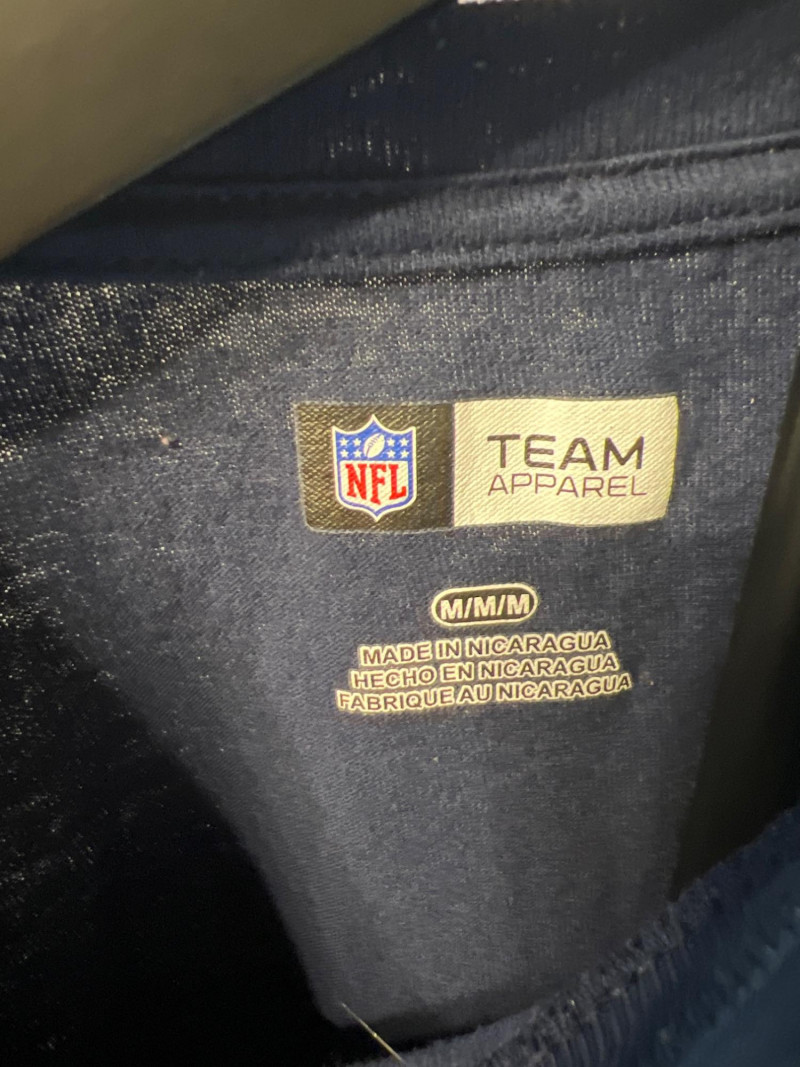 NFL
TEAM
APPAREL
M/M/M
MADE IN NICARAGUA
HECHO EN NICARAGUA
FABRIQUE AU NICARAGUA